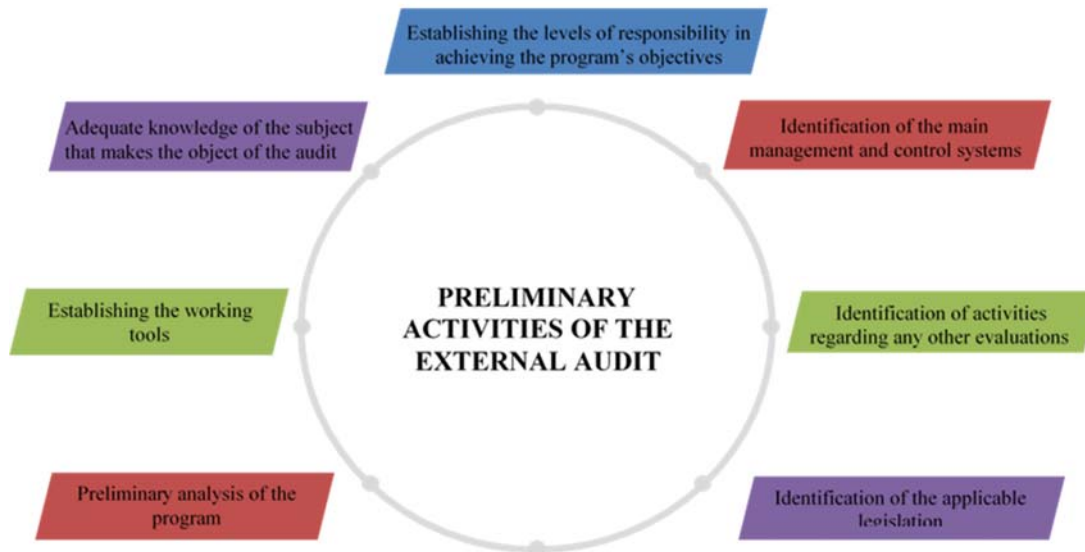 Establishing the levels of responsibility in
achieving the program's objectives
Adequate knowledge of the subject
that makes the object of the audit
Identification of the main
management and control systems
PRELIMINARY
ACTIVITIES OF THE
EXTERNAL AUDIT
Establishing the working
tools
Identification of activities
regarding any other evaluations
Preliminary analysis of the
program
Identification of the applicable
legislation